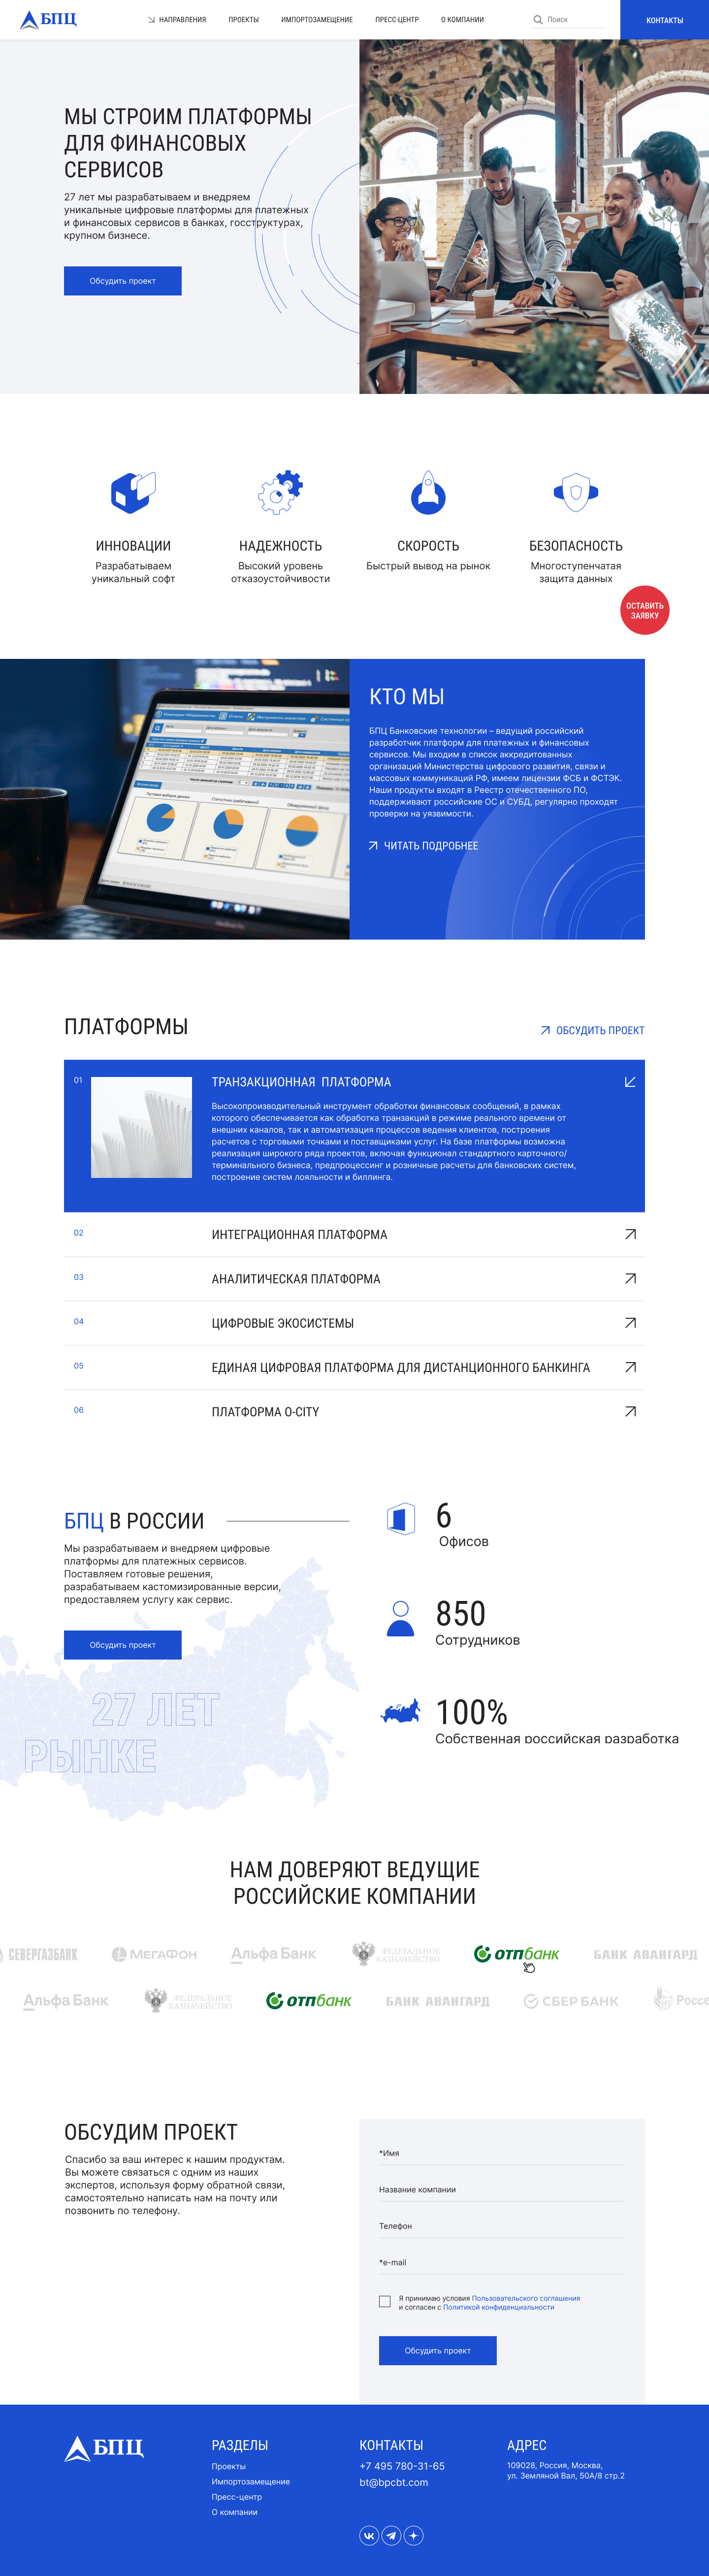 БПЦ
НАПРАВЛЕНИЯ
ПРОЕКТЫ
ИМПОРТОЗАМЕЩЕНИЕ
ПРЕСС-ЦЕНТР
О КОМПАНИИ
Поиск
КОНТАКТЫ
МЫ СТРОИМ ПЛАТФОРМЫ
ДЛЯ ФИНАНСОВЫХ
СЕРВИСОВ
27 лет мы разрабатываем и внедряем
уникальные цифровые платформы для платежных
и финансовых сервисов в банках, госструктурах,
крупном бизнесе.
Обсудить проект
ИННОВАЦИИ
Разрабатываем
уникальный софт
НАДЕЖНОСТЬ
Высокий уровень
отказоустойчивости
СКОРОСТЬ
Быстрый вывод на рынок
БЕЗОПАСНОСТЬ
Многоступенчатая
защита данных
ОСТАВИТЬ
ЗАЯВКУ
КТО МЫ
БПЦ Банковские технологии – ведущий российский
разработчик платформ для платежных и финансовых
сервисов. Мы входим в список аккредитованных
организаций Министерства цифрового развития, связи и
массовых коммуникаций РФ, имеем лицензии ФСБ и ФСТЭК.
Наши продукты входят в Реестр отечественного ПО,
поддерживают российские ОС и СУБД, регулярно проходят
проверки на уязвимости.
ЧИТАТЬ ПОДРОБНЕЕ
ПЛАТФОРМЫ
ОБСУДИТЬ ПРОЕКТ
01
ТРАНЗАКЦИОННАЯ ПЛАТФОРМА
Высокопроизводительный инструмент обработки финансовых сообщений, в рамках
которого обеспечивается как обработка транзакций в режиме реального времени от
внешних каналов, так и автоматизация процессов ведения клиентов, построения
расчетов с торговыми точками и поставщиками услуг. На базе платформы возможна
реализация широкого ряда проектов, включая функционал стандартного карточного/
терминального бизнеса, предпроцессинг и розничные расчеты для банковских систем,
построение систем лояльности и биллинга.
02
ИНТЕГРАЦИОННАЯ ПЛАТФОРМА
03
АНАЛИТИЧЕСКАЯ ПЛАТФОРМА
04
ЦИФРОВЫЕ ЭКОСИСТЕМЫ
05
ЕДИНАЯ ЦИФРОВАЯ ПЛАТФОРМА ДЛЯ ДИСТАНЦИОННОГО БАНКИНГА
06
ПЛАТФОРМА O-CITY
БПЦ В РОССИИ
Мы разрабатываем и внедряем цифровые
платформы для платежных сервисов.
Поставляем готовые решения,
разрабатываем кастомизированные версии,
предоставляем услугу как сервис.
Обсудить проект
27 ЛЕТ
РЫНКЕ
6
Офисов
850
Сотрудников
100%
Собственная российская разработка
НАМ ДОВЕРЯЮТ ВЕДУЩИЕ
РОССИЙСКИЕ КОМПАНИИ
СЕВЕРГАЗБАНК
МЕГАФОН
Альфа Банк
ФЕДЕРАЛЬНОЕ
КАЗНАЧЕЙСТВО
отпбанк
БАНК АВАНГАРД
Альфа Банк
ФЕДЕРАЛЬНОЕ
КАЗНАЧЕЙСТВО
отпбанк
БАНК АВАНГАРД
СБЕР БАНК
Россе
ОБСУДИМ ПРОЕКТ
Спасибо за ваш интерес к нашим продуктам.
Вы можете связаться с одним из наших
экспертов, используя форму обратной связи,
самостоятельно написать нам на почту или
позвонить по телефону.
*Имя
Название компании
Телефон
*e-mail
Я принимаю условия Пользовательского соглашения
и согласен с Политикой конфиденциальности
Обсудить проект
БПЦ
РАЗДЕЛЫ
Проекты
Импортозамещение
Пресс-центр
О компании
КОНТАКТЫ
+7 495 780-31-65
bt@bpcbt.com
АДРЕС
109028, Россия, Москва,
ул. Земляной Вал, 50А/8 стр.2